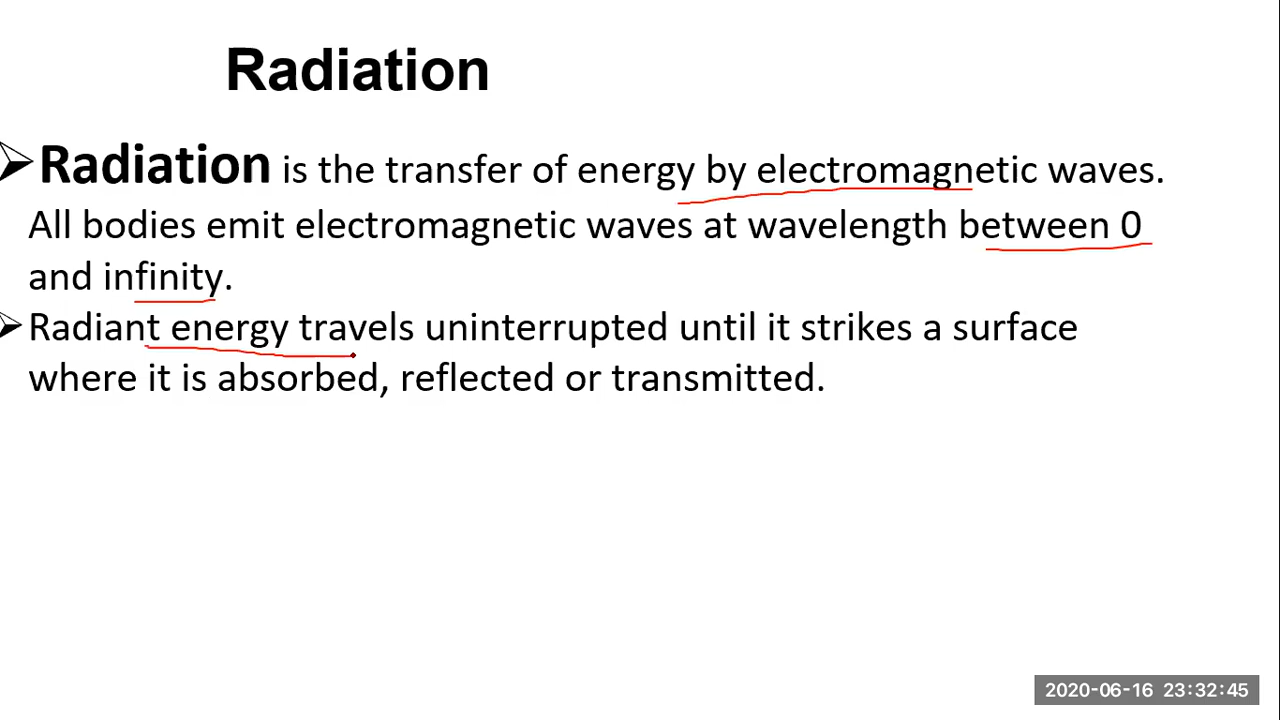 Radiation
➢Radiation is the transfer of energy by electromagnetic waves.
All bodies emit electromagnetic waves at wavelength between 0
and infinity.
➢Radiant energy travels uninterrupted until it strikes a surface
where it is absorbed, reflected or transmitted.
2020-06-16 23:32:45